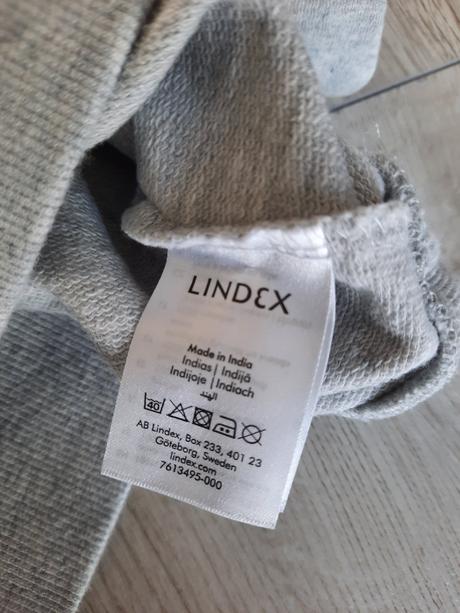 LINDEX
Made in India
Indias | Indijā
Indijoje | Indiach
الهند
40
AB Lindex, Box 233, 401 23
Göteborg, Sweden
lindex.com
7613495-000